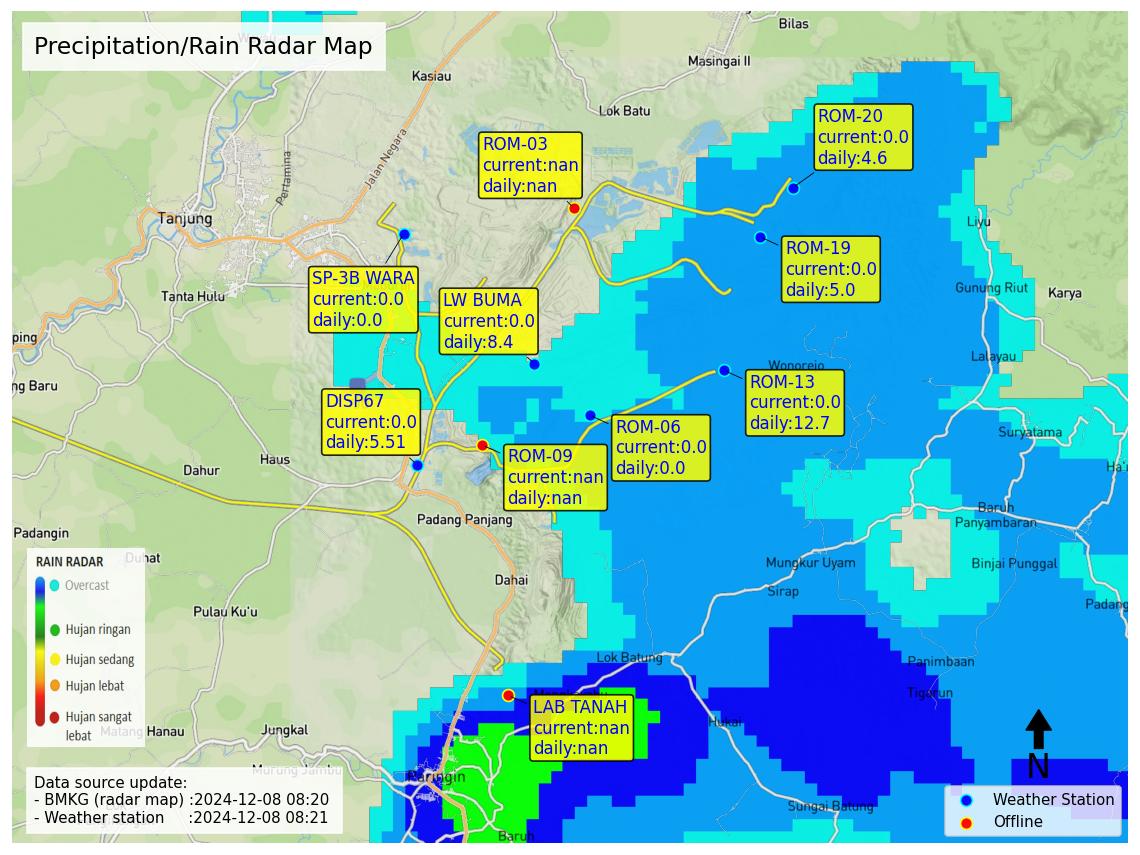 Precipitation/Rain Radar Map
Bilas
Masingai II
Kasiau
Lok Batu
Jalan Negara
Pertamina
Tanjung
Tanta Hulu
ROM-20
current:0.0
daily:4.6
ROM-03
current:nan
daily:nan
ROM-19
current:0.0
daily:5.0
Liyu
Gunung Riut
Karya
SP-3B WARA
current:0.0
daily:0.0
LW BUMA
current:0.0
daily:8.4
ping
ng Baru
Lalayau
Wonorejo
ROM-13
current:0.0
daily:12.7
DISP67
current:0.0
daily:5.51
ROM-06
current:0.0
daily:0.0
ROM-09
current:nan
daily:nan
Suryatama
Ha'
Haus
Dahur
Padang Panjang
Baruh
Panyambaran
Padangin
Duhat
Dahai
Mungkur Uyam
Binjai Punggal
Sirap
Padang
Pulau Ku'u
RAIN RADAR
Overcast
Hujan ringan
Hujan sedang
Hujan lebat
Hujan sangat
lebat
Lok Batung
Panimbaan
Tigarun
LAB TANAH
current:nan
daily:nan
Hukai
Matang Hanau
Jungkal
Murung Jambu
Paringin
Sungai Batung
Baruh
N
Data source update:
- BMKG (radar map) :2024-12-08 08:20
- Weather station :2024-12-08 08:21
Weather Station
Offline